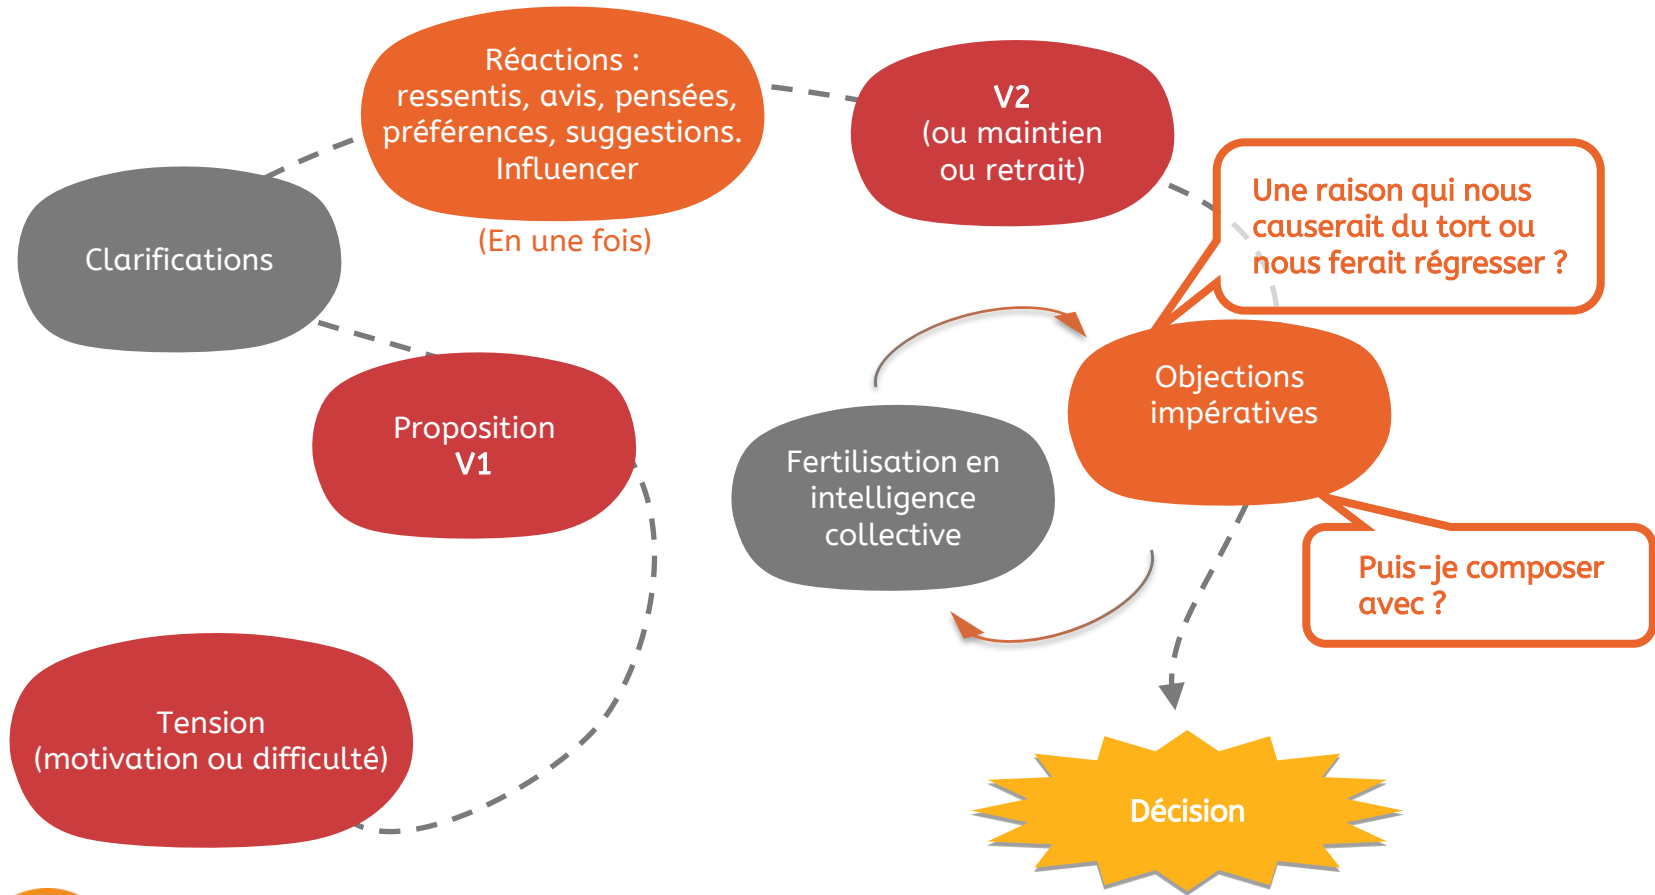 Réactions :
ressentis, avis, pensées,
préférences, suggestions.
Influencer
(En une fois)
V2
(ou maintien
ou retrait)
Une raison qui nous
causerait du tort ou
nous ferait régresser ?
Clarifications
Proposition
V1
Objections
impératives
Fertilisation en
intelligence
collective
Puis-je composer
avec ?
Tension
(motivation ou difficulté)
Décision